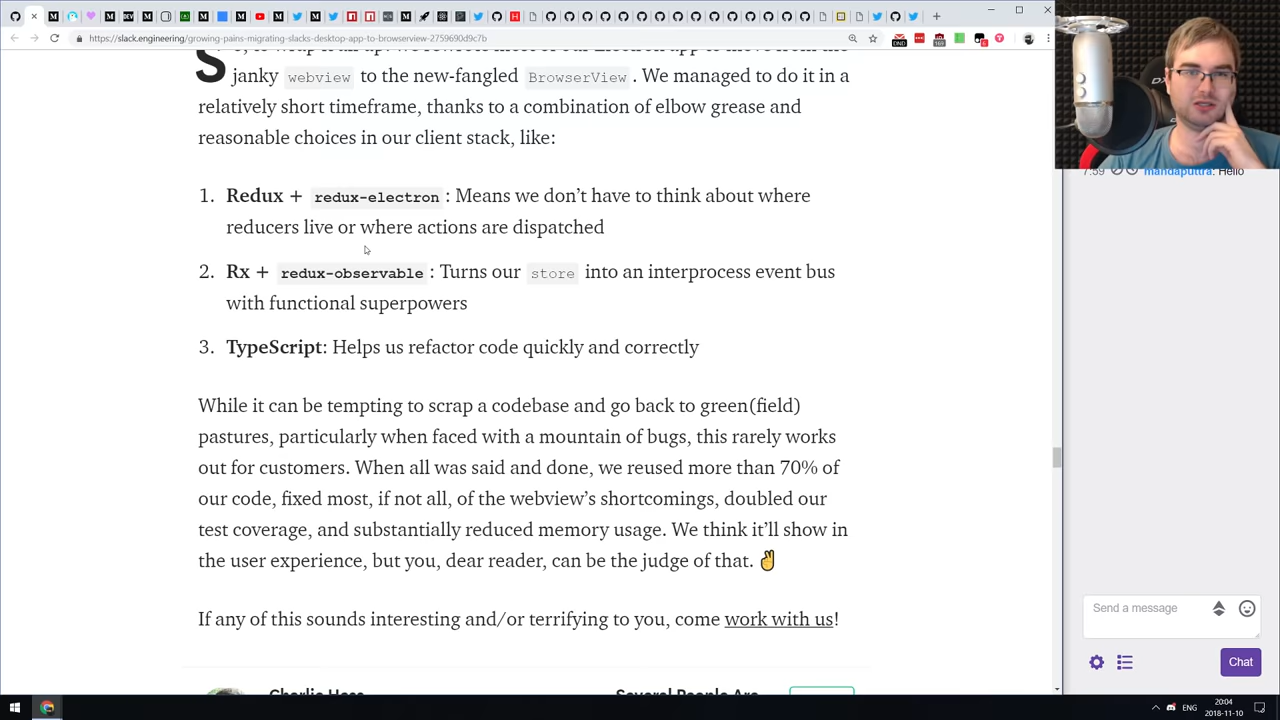 https://slack.engineering/growing-pains-migrating-slacks-desktop-app-to-browserview-2759690d9c7b
S
janky webview to the new-fangled BrowserView . We managed to do it in a
relatively short timeframe, thanks to a combination of elbow grease and
reasonable choices in our client stack, like:
1. Redux + redux-electron : Means we don’t have to think about where
reducers live or where actions are dispatched
2. Rx + redux-observable : Turns our store into an interprocess event bus
with functional superpowers
3. TypeScript: Helps us refactor code quickly and correctly
While it can be tempting to scrap a codebase and go back to green(field)
pastures, particularly when faced with a mountain of bugs, this rarely works
out for customers. When all was said and done, we reused more than 70% of
our code, fixed most, if not all, of the webview’s shortcomings, doubled our
test coverage, and substantially reduced memory usage. We think it’ll show in
the user experience, but you, dear reader, can be the judge of that. ✌
If any of this sounds interesting and/or terrifying to you, come work with us!
Charlie Hess
Several People Are
7:59 mandaputtra: Hello
Send a message
Chat
ENG
20:04
2018-11-10